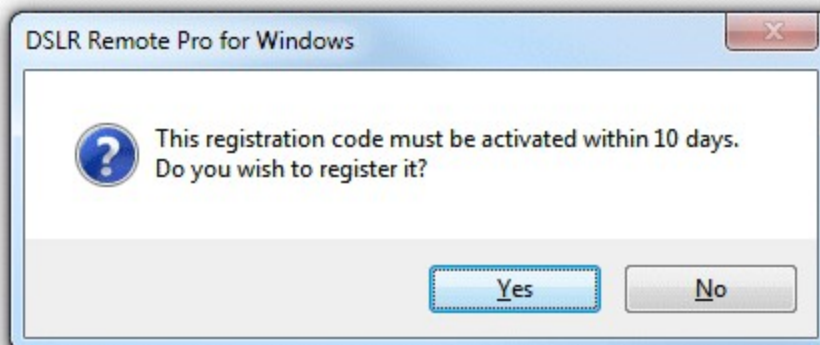 DSLR Remote Pro for Windows
This registration code must be activated within 10 days.
Do you wish to register it?
Yes
No